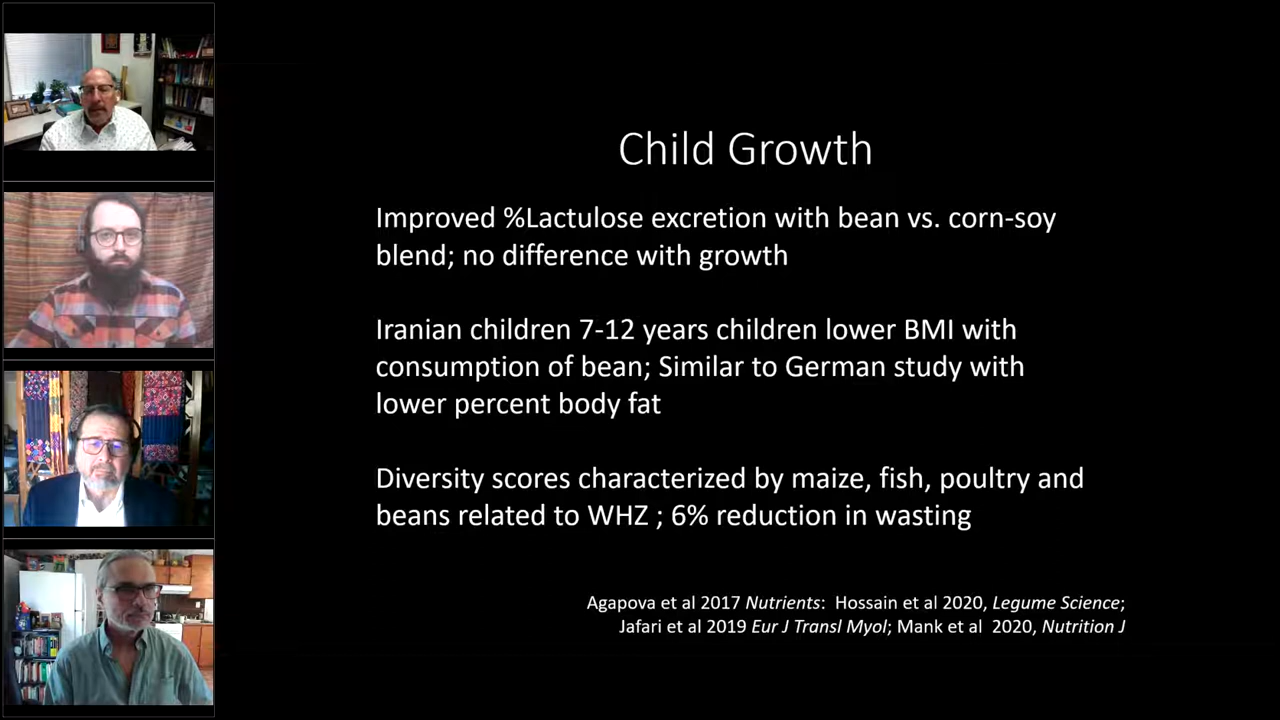 Child Growth
Improved %Lactulose excretion with bean vs. corn-soy
blend; no difference with growth
Iranian children 7-12 years children lower BMI with
consumption of bean; Similar to German study with
lower percent body fat
Diversity scores characterized by maize, fish, poultry and
beans related to WHZ ; 6% reduction in wasting
Agapova et al 2017 Nutrients: Hossain et al 2020, Legume Science;
Jafari et al 2019 Eur J Transl Myol; Mank et al 2020, Nutrition J